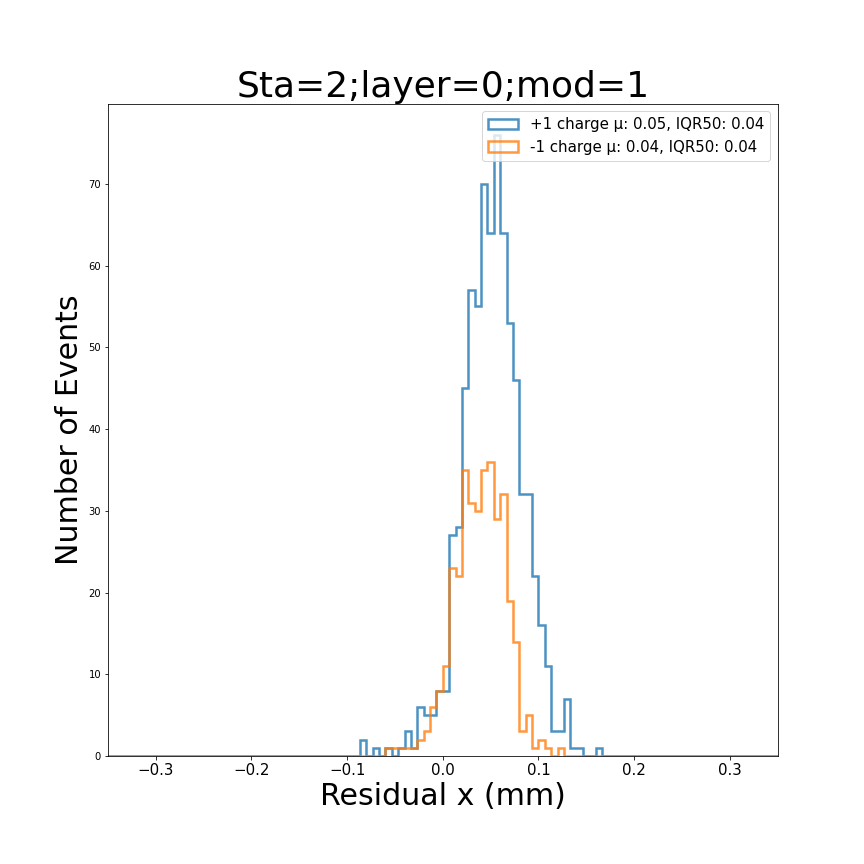 Sta=2;layer=0;mod=1
+1 charge μ: 0.05, IQR50: 0.04
-1 charge μ: 0.04, IQR50: 0.04
Number of Events
70
60
50
40
30
20
10
0
−0.3 −0.2 −0.1 0.0 0.1 0.2 0.3
Residual x (mm)